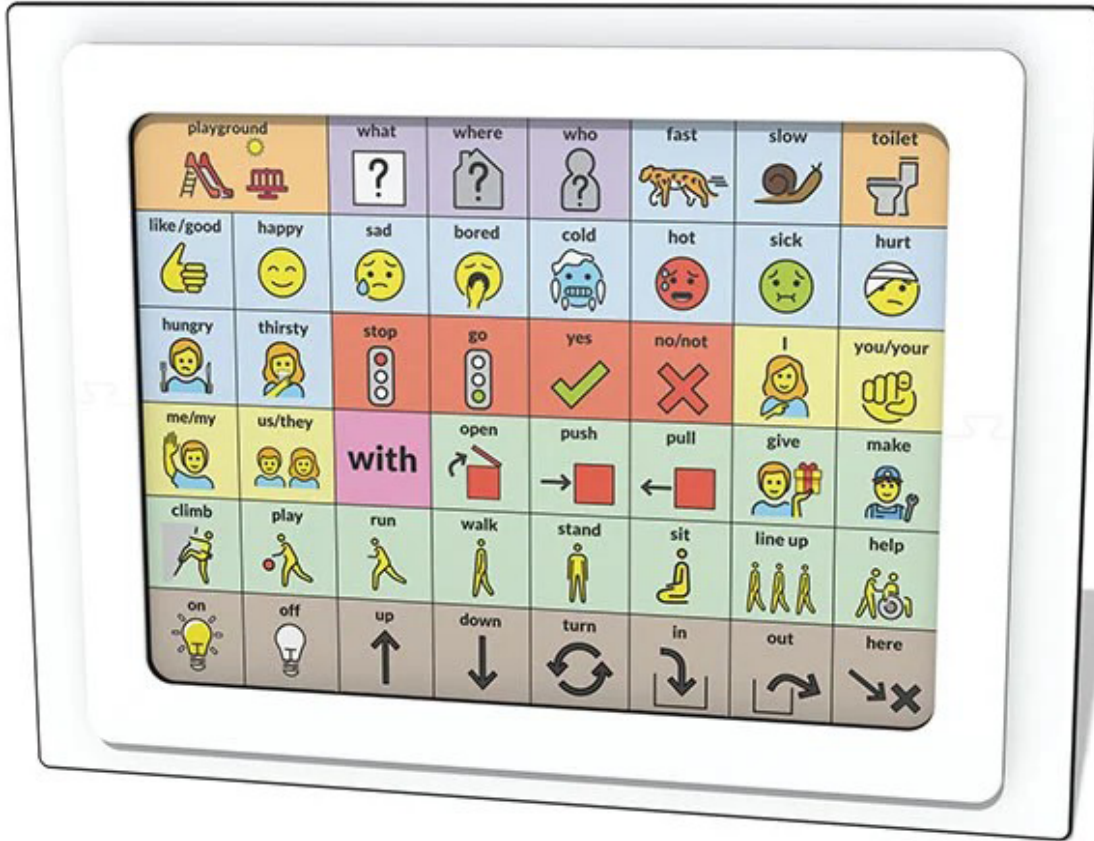 playground what where who fast slow toilet
like/good happy sad bored cold hot sick hurt
hungry thirsty stop go yes no/not I you/your
me/my us/they with open push pull give make
climb play run walk stand sit line up help
on off up down turn in out here